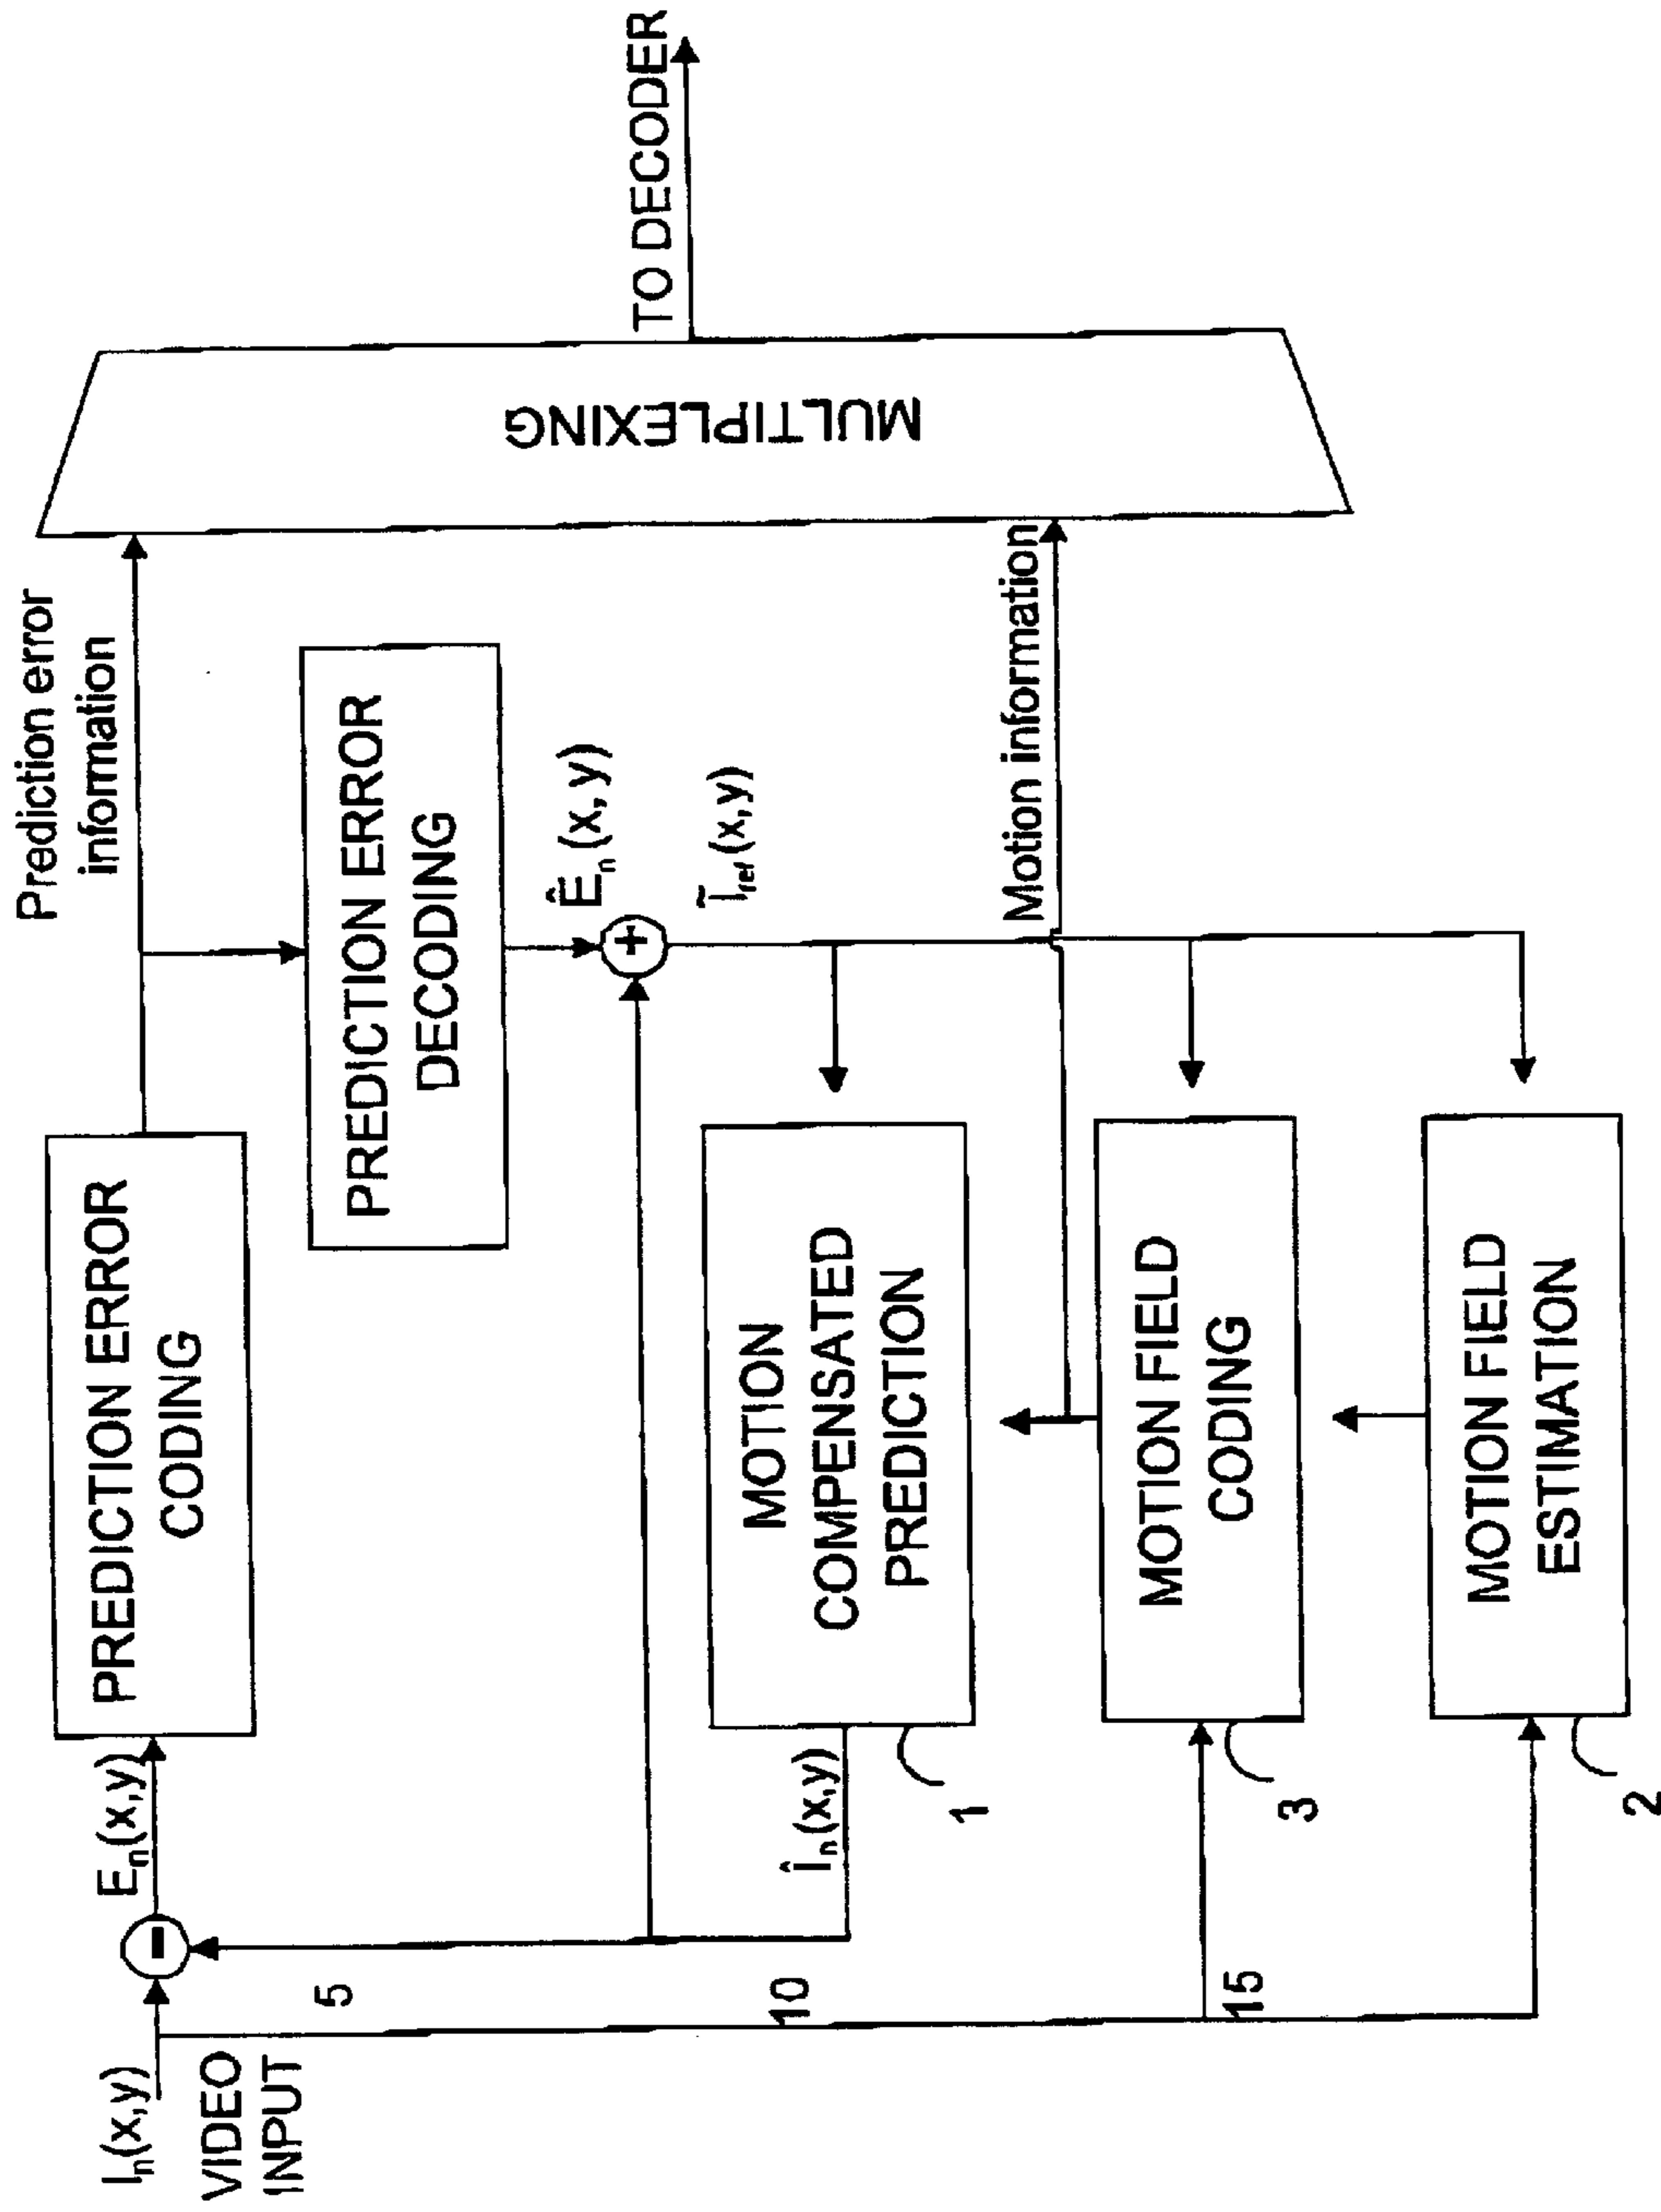 I_n(x,y)
VIDEO
INPUT
E_n(x,y)
PREDICTION ERROR
CODING
Prediction error
information
PREDICTION ERROR
DECODING
Ê_n(x,y)
Ĩ_ref(x,y)
5
10
15
Î_n(x,y)
MOTION
COMPENSATED
PREDICTION
1
Motion information
MOTION FIELD
CODING
3
MOTION FIELD
ESTIMATION
2
MULTIPLEXING
TO DECODER